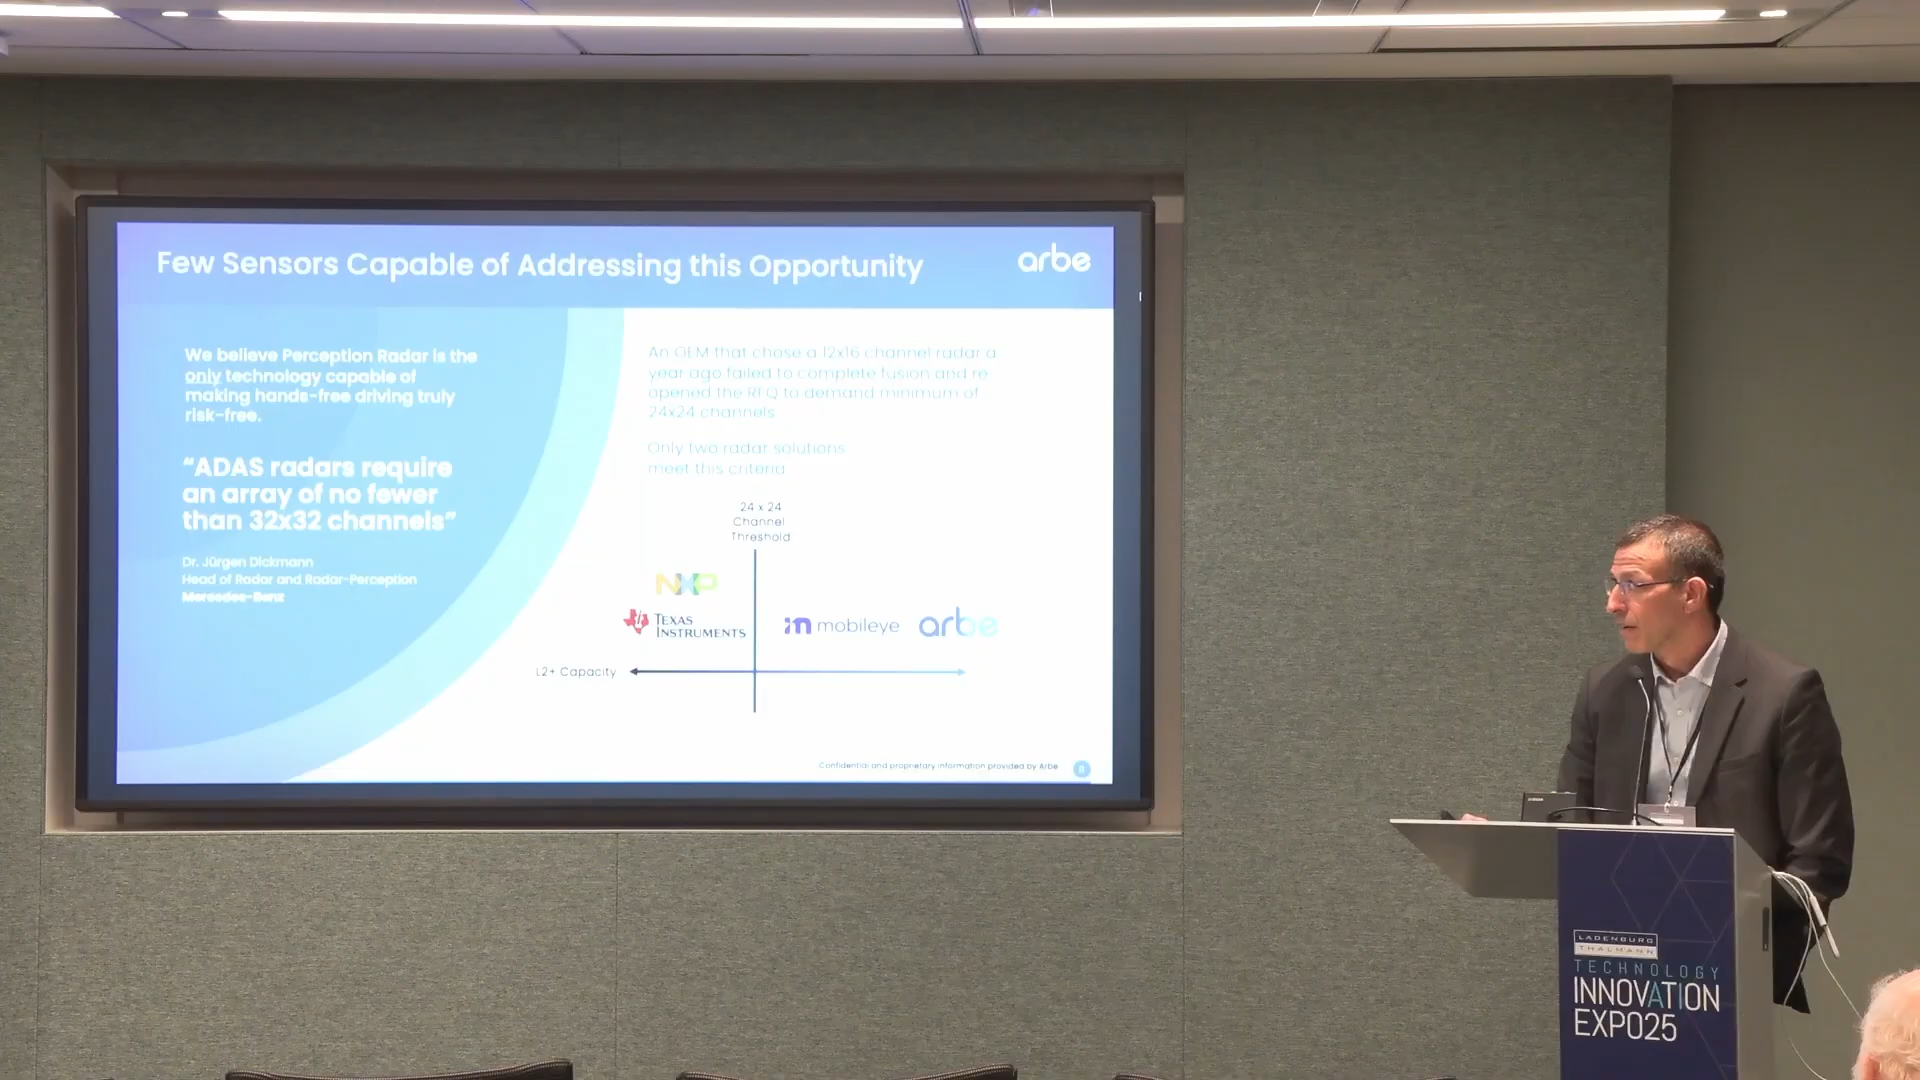 Few Sensors Capable of Addressing this Opportunity
arbe
We believe Perception Radar is the
only technology capable of
making hands-free driving truly
risk-free.
“ADAS radars require
an array of no fewer
than 32x32 channels”
Dr. Jürgen Dickmann
Head of Radar and Radar-Perception
Mercedes-Benz
An OEM that chose a 12x16 channel radar a
year ago failed to complete fusion and re-
opened the RFQ to demand minimum of
24x24 channels
Only two radar solutions
meet this criteria
24 x 24
Channel
Threshold
NXP
TEXAS
INSTRUMENTS
mobileye
arbe
L2+ Capacity
Confidential and proprietary information provided by Arbe
LADENBURG
THALMANN
TECHNOLOGY
INNOVATION
EXPO25